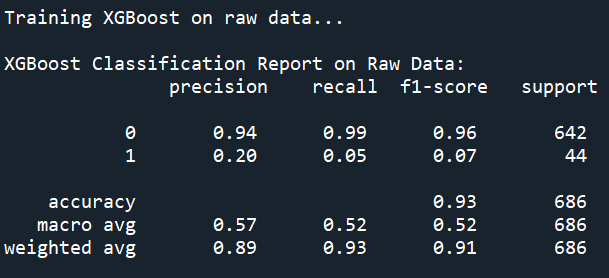 Training XGBoost on raw data...
XGBoost Classification Report on Raw Data:
precision recall f1-score support
0 0.94 0.99 0.96 642
1 0.20 0.05 0.07 44
accuracy 0.93 686
macro avg 0.57 0.52 0.52 686
weighted avg 0.89 0.93 0.91 686